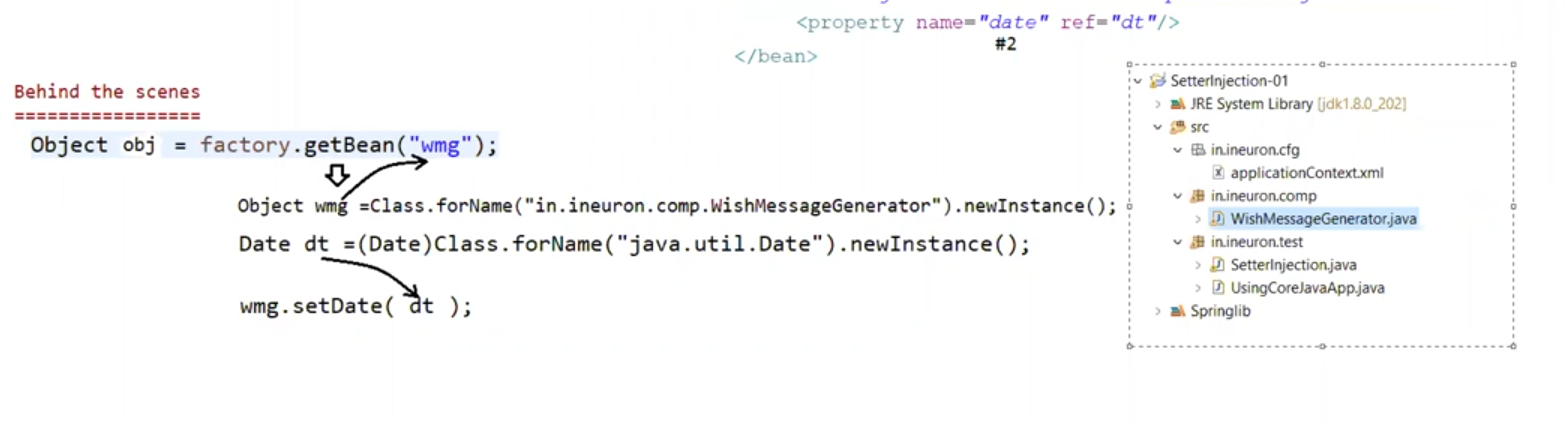 <property name="date" ref="dt"/>
#2
</bean>
Behind the scenes
=================
Object obj = factory.getBean("wmg");
Object wmg =Class.forName("in.ineuron.comp.WishMessageGenerator").newInstance();
Date dt =(Date)Class.forName("java.util.Date").newInstance();
wmg.setDate( dt );
SetterInjection-01
JRE System Library [jdk1.8.0_202]
src
in.ineuron.cfg
applicationContext.xml
in.ineuron.comp
WishMessageGenerator.java
in.ineuron.test
SetterInjection.java
UsingCoreJavaApp.java
Springlib